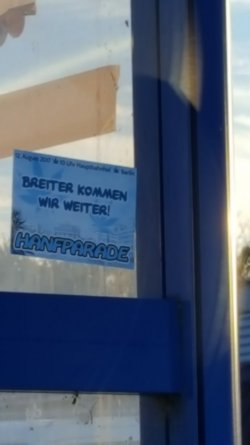 12. August 2017 13 Uhr Hauptbahnhof Berlin
BREITER KOMMEN
WIR WEITER!
HANFPARADE